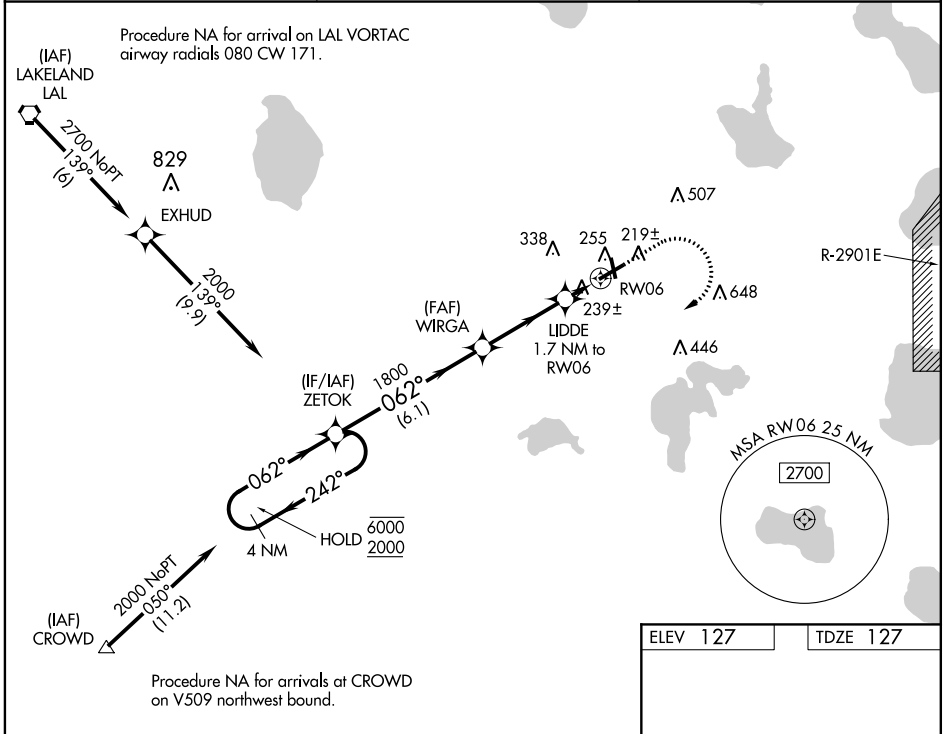 Procedure NA for arrival on LAL VORTAC
airway radials 080 CW 171.
(IAF)
LAKELAND
LAL
2700 NoPT
139°
(6)
829
EXHUD
2000
139°
(9.9)
507
338
255
219±
R-2901E
RW06
648
239±
(FAF)
WIRGA
LIDDE
1.7 NM to
RW06
446
(IF/IAF)
ZETOK
1800
062°
(6.1)
MSA RW06 25 NM
2700
062°
242°
HOLD
6000
2000
4 NM
2000 NoPT
050°
(11.2)
(IAF)
CROWD
ELEV 127
TDZE 127
Procedure NA for arrivals at CROWD
on V509 northwest bound.